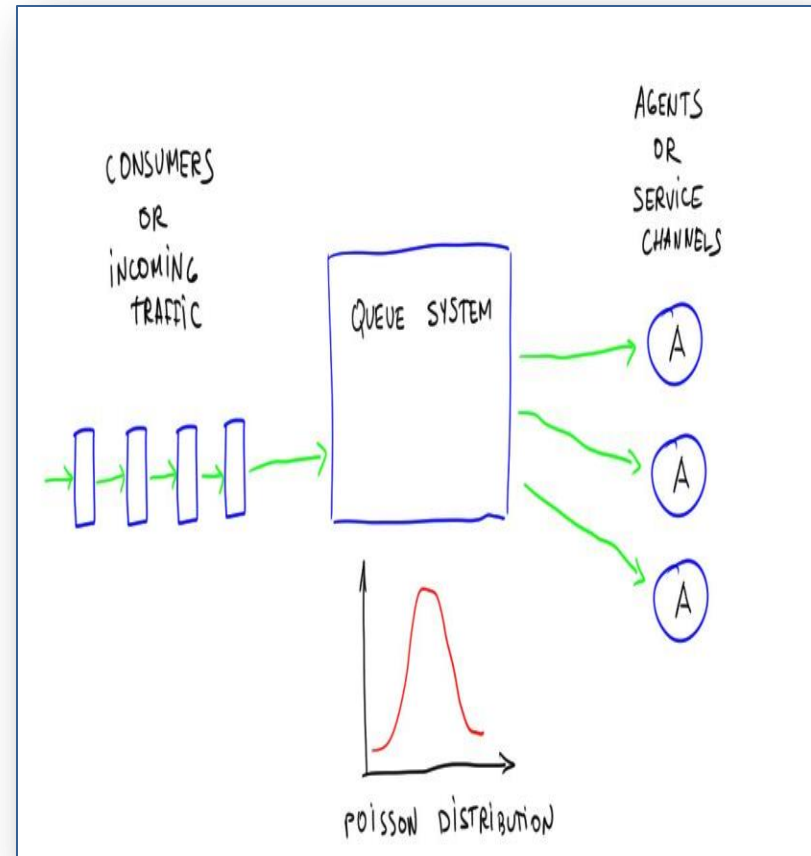 CONSUMERS
OR
INCOMING
TRAFFIC
QUEUE SYSTEM
AGENTS
OR
SERVICE
CHANNELS
A
A
A
POISSON DISTRIBUTION